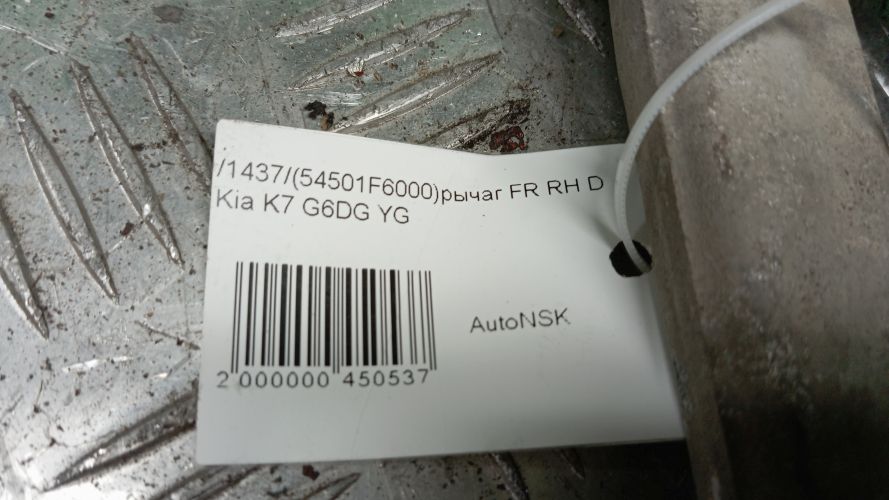 /1437/(54501F6000)рычаг FR RH D
Kia K7 G6DG YG
AutoNSK
2 000000 450537